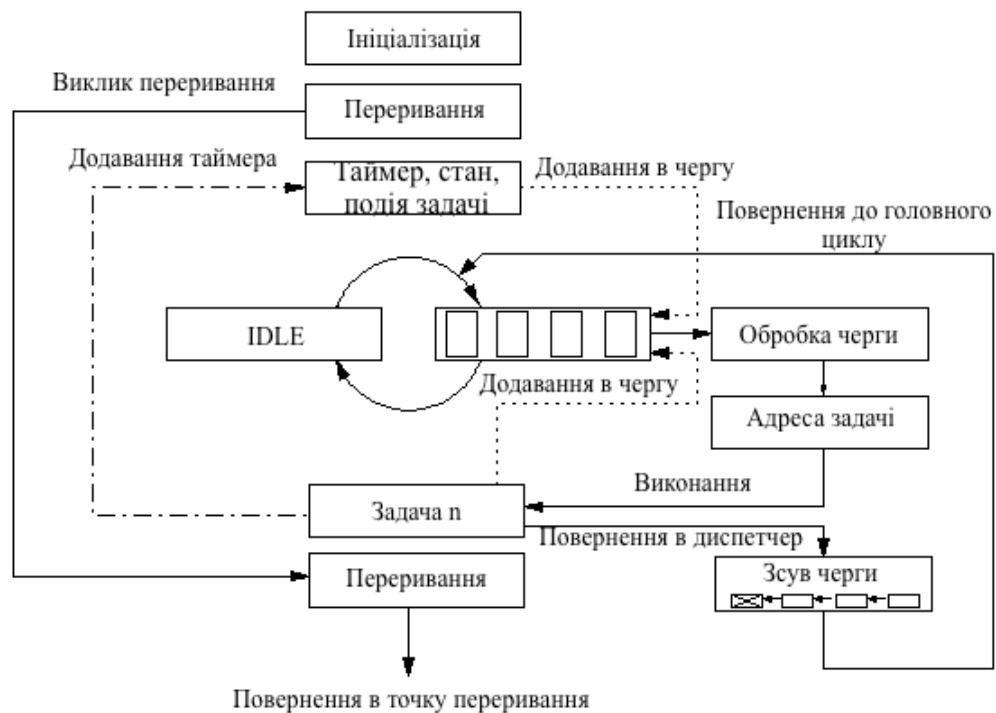 Ініціалізація
Виклик переривання
Переривання
Додавання таймера
Таймер, стан,
подія задачі
Додавання в чергу
Повернення до головного
циклу
IDLE
Обробка черги
Додавання в чергу
Адреса задачі
Виконання
Задача n
Повернення в диспетчер
Переривання
Зсув черги
Повернення в точку переривання